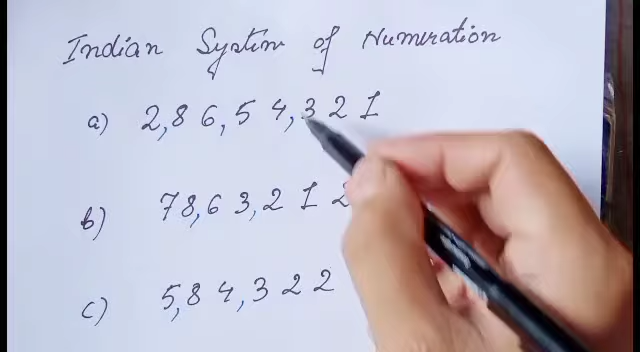 Indian System of Numeration
a) 2,86,54,321
b) 78,63,212
c) 5,84,322